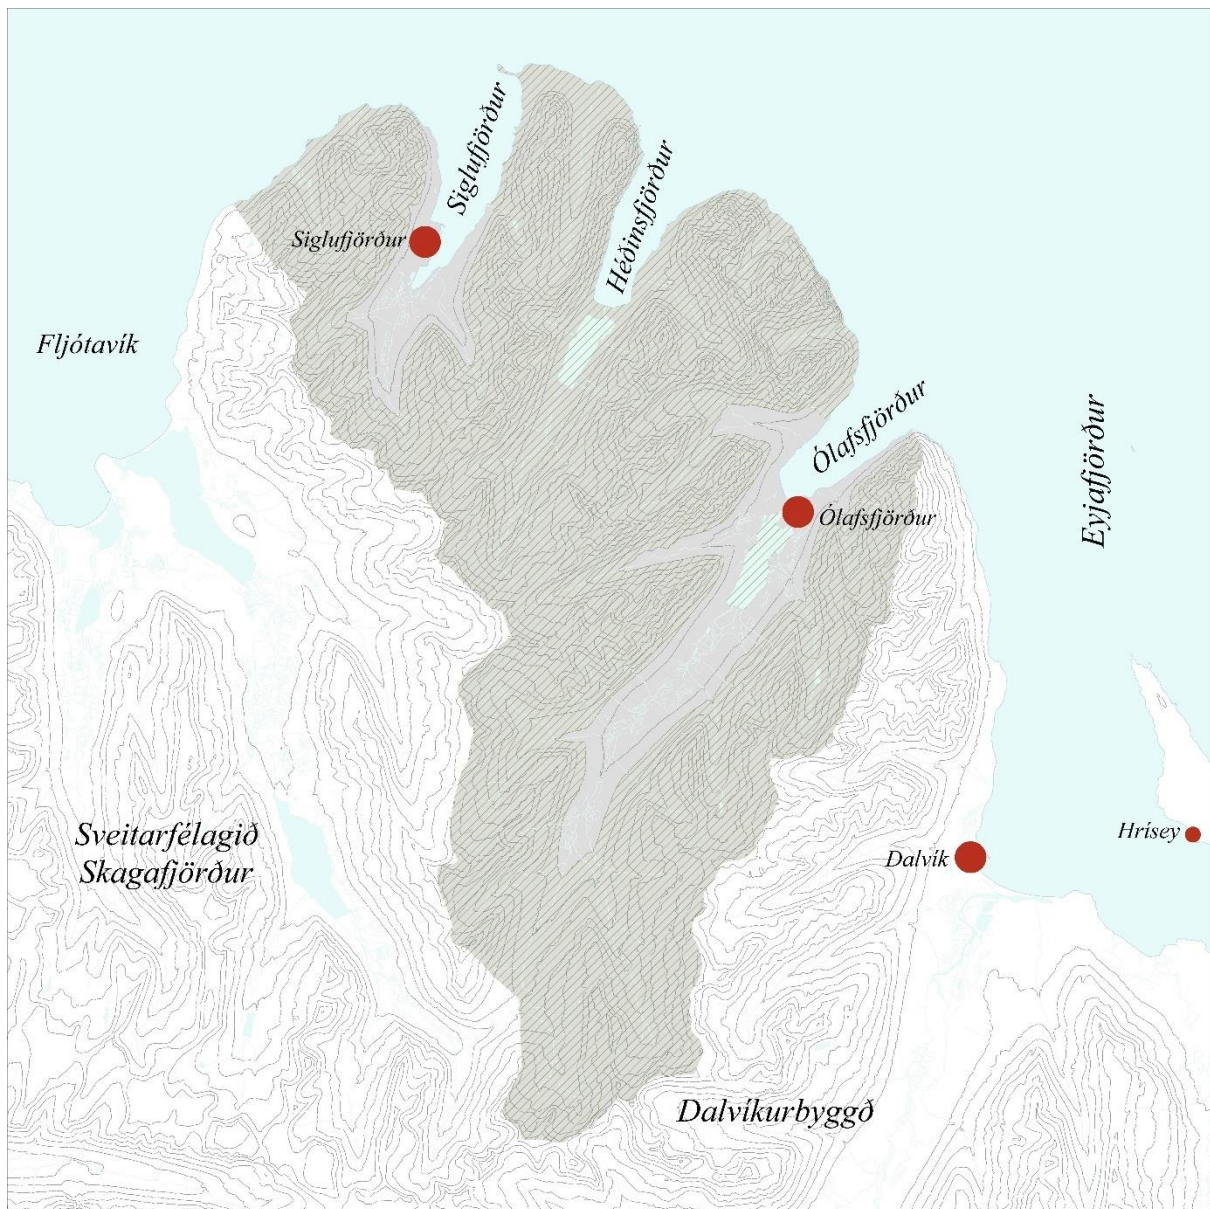 Siglufjörður
Siglufjörður
Héðinsfjörður
Fljótavík
Ólafsfjörður
Ólafsfjörður
Eyjafjörður
Sveitarfélagið
Skagafjörður
Dalvík
Hrísey
Dalvíkurbyggð